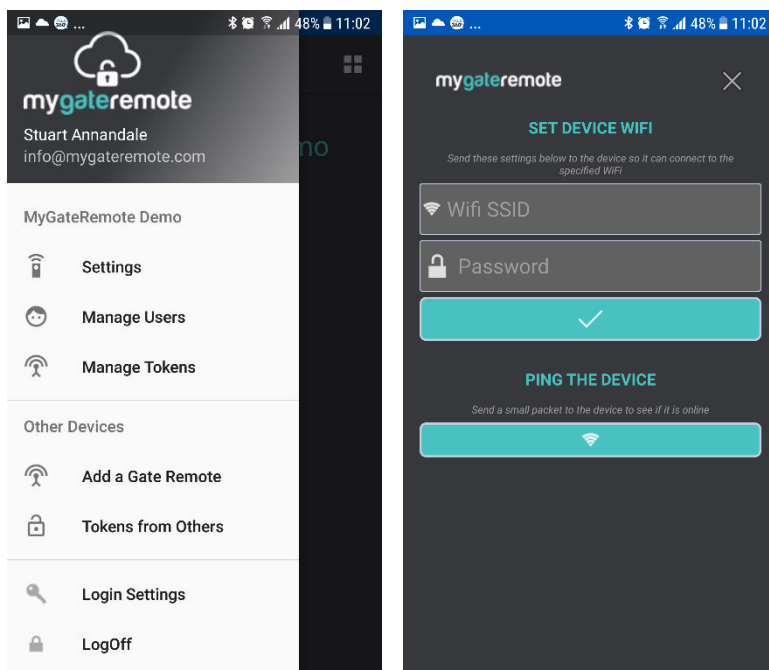 ... 48% 11:02
mygateremote
Stuart Annandale
info@mygateremote.com
mo
MyGateRemote Demo
Settings
Manage Users
Manage Tokens
Other Devices
Add a Gate Remote
Tokens from Others
Login Settings
LogOff
... 48% 11:02
mygateremote
SET DEVICE WIFI
Send these settings below to the device so it can connect to the
specified WiFi
Wifi SSID
Password
PING THE DEVICE
Send a small packet to the device to see if it is online